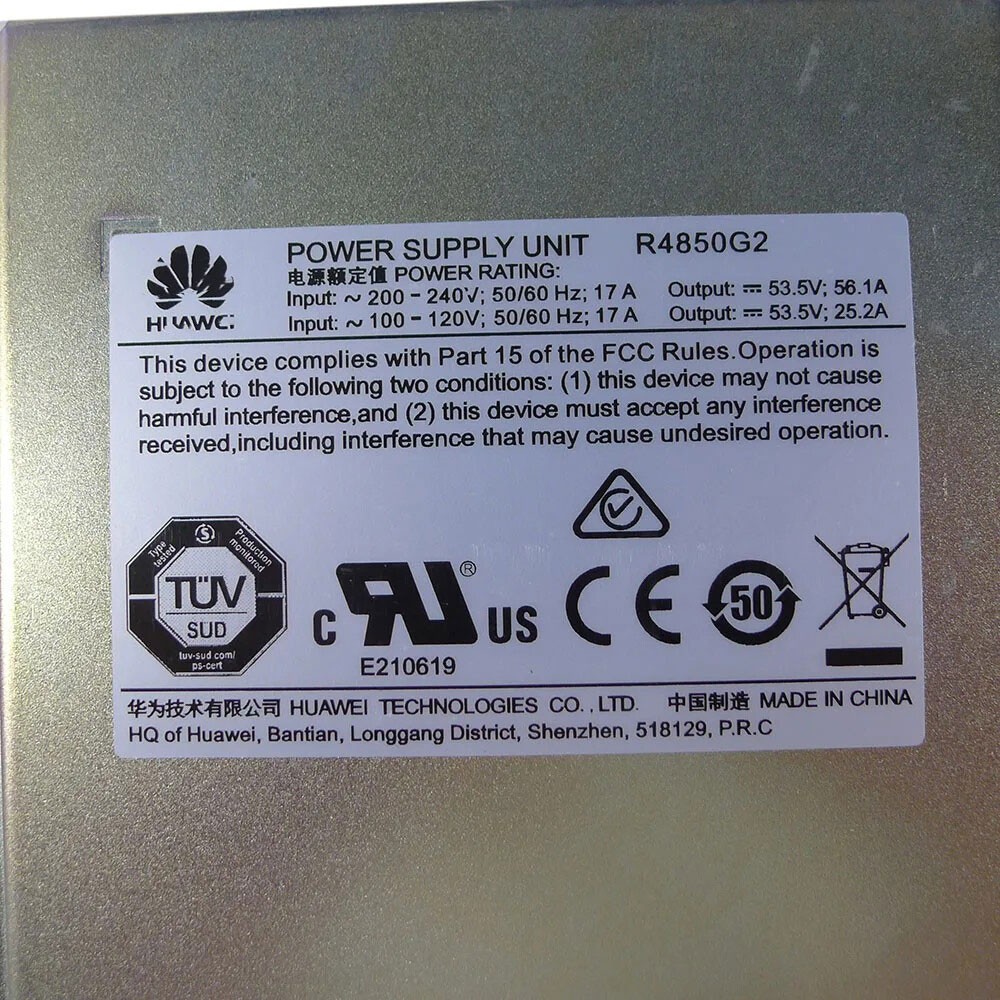 POWER SUPPLY UNIT R4850G2
电源额定值 POWER RATING:
Input: ~ 200 - 240V; 50/60 Hz; 17 A Output: ⎓ 53.5V; 56.1A
Input: ~ 100 - 120V; 50/60 Hz; 17 A Output: ⎓ 53.5V; 25.2A
HUAWEI
This device complies with Part 15 of the FCC Rules.Operation is
subject to the following two conditions: (1) this device may not cause
harmful interference,and (2) this device must accept any interference
received,including interference that may cause undesired operation.
Type tested
Production monitored
TÜV
SUD
tuv-sud.com/
ps-cert
c RU ® US
E210619
CE
50
华为技术有限公司 HUAWEI TECHNOLOGIES CO., LTD. 中国制造 MADE IN CHINA
HQ of Huawei, Bantian, Longgang District, Shenzhen, 518129, P.R.C